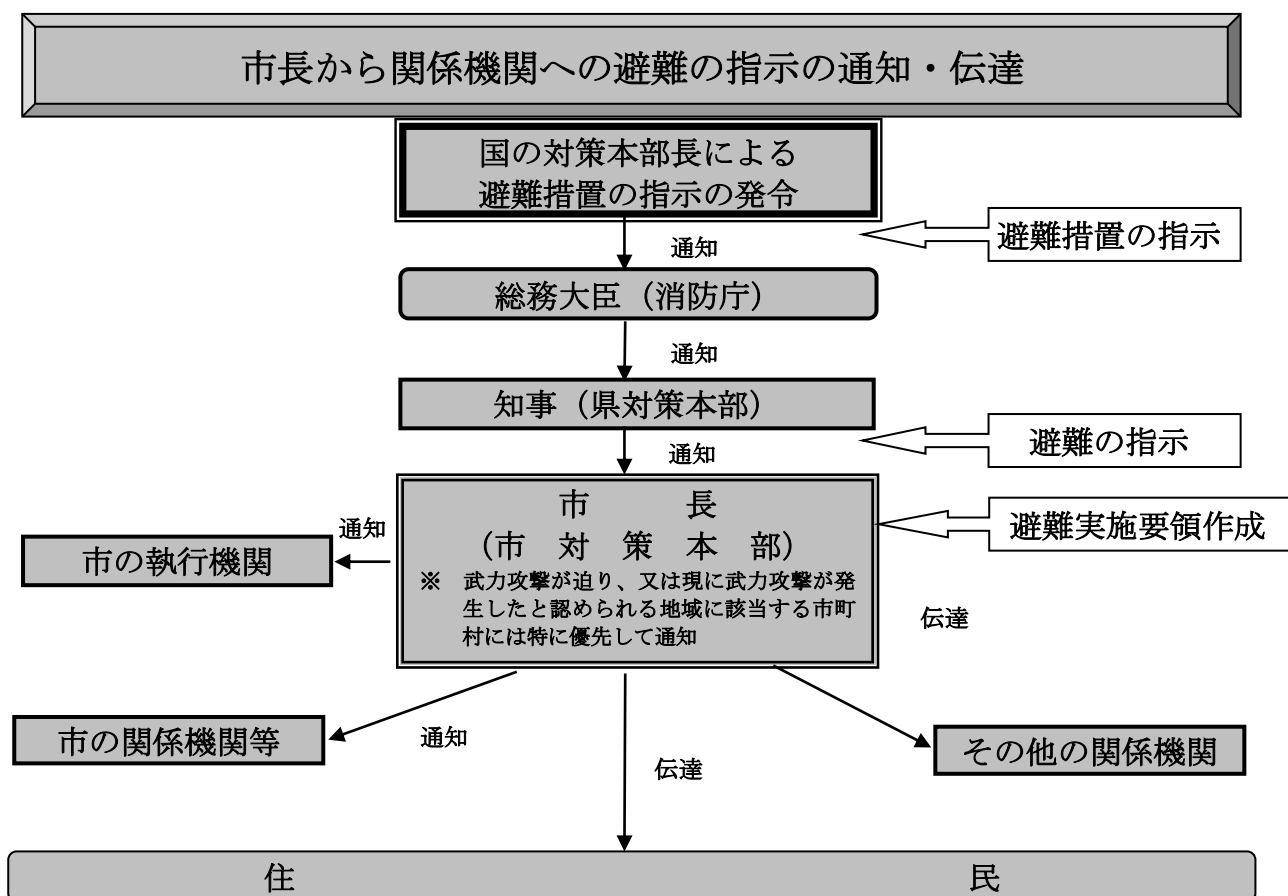 市長から関係機関への避難の指示の通知・伝達
国の対策本部長による
避難措置の指示の発令
避難措置の指示
通知
総務大臣（消防庁）
通知
知事（県対策本部）
避難の指示
通知
市　　　長
（市　対　策　本　部）
※　武力攻撃が迫り、又は現に武力攻撃が発
生したと認められる地域に該当する市町
村には特に優先して通知
避難実施要領作成
通知
市の執行機関
伝達
市の関係機関等
通知
伝達
その他の関係機関
住　　　　　　　　　　民